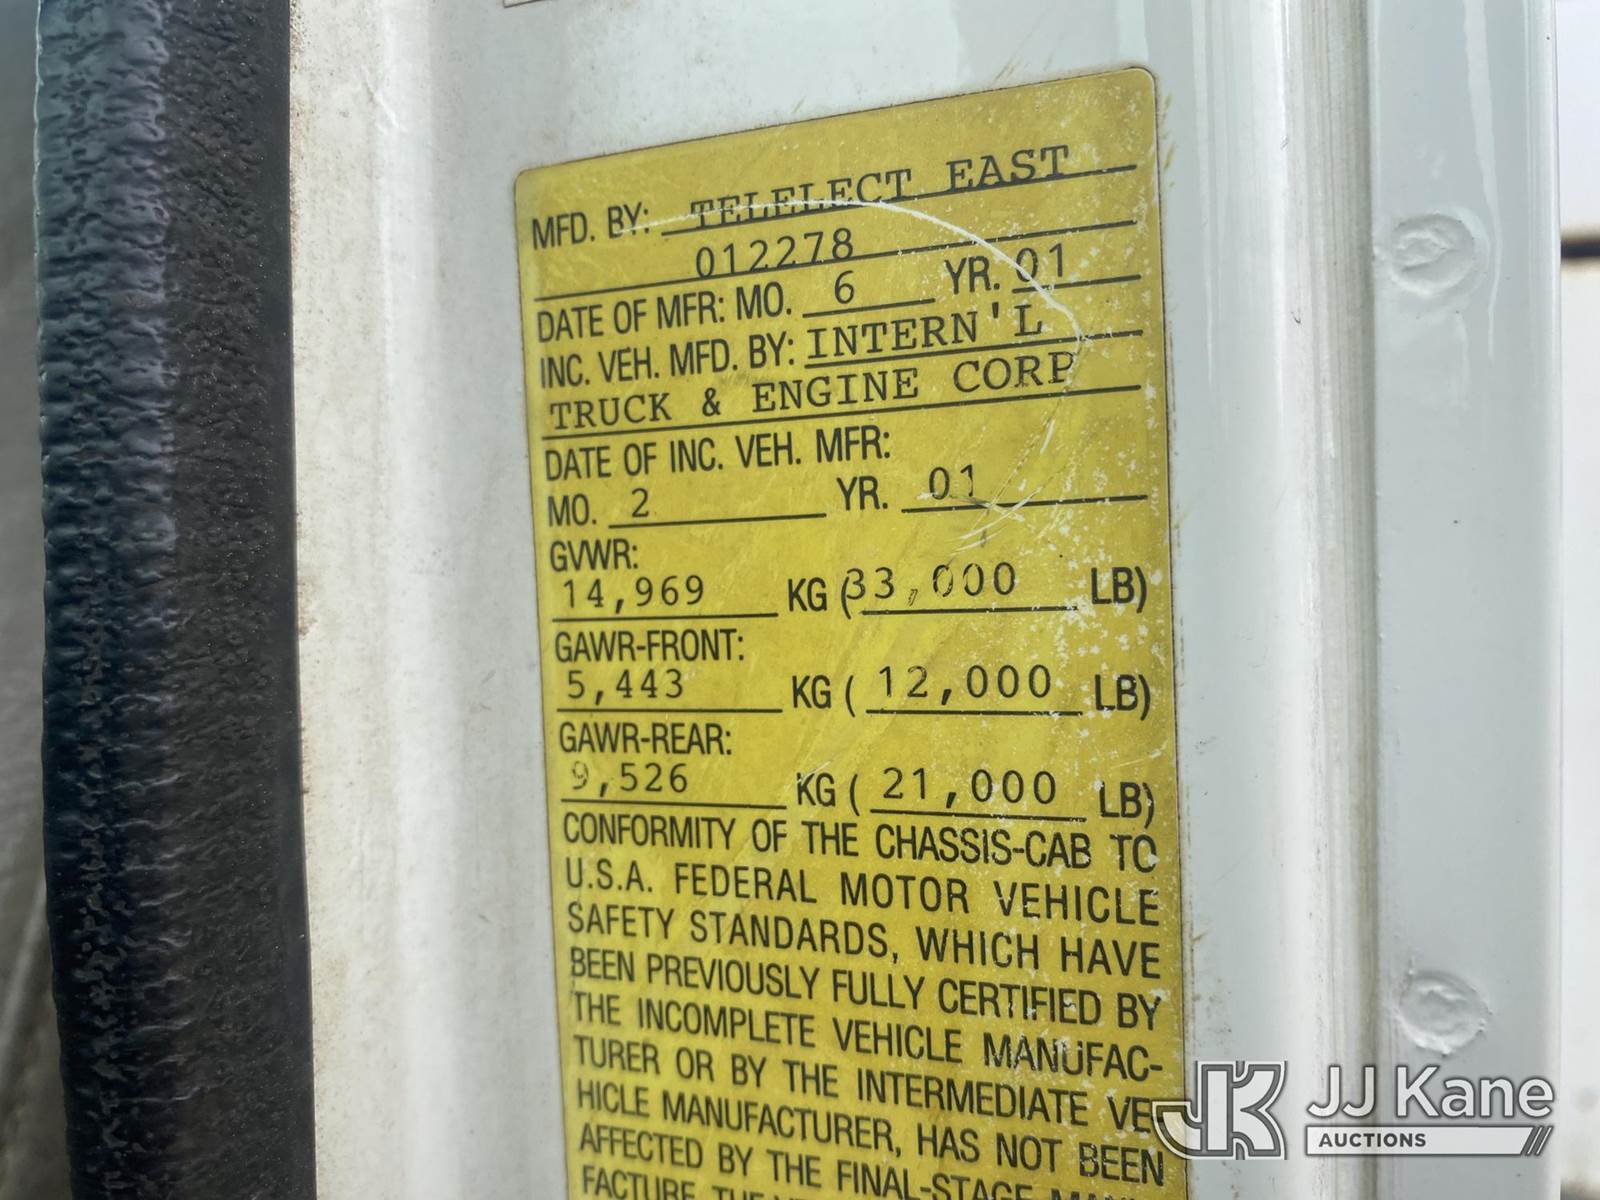 MFD. BY: TELELECT EAST
012278
DATE OF MFR: MO. 6 YR. 01
INC. VEH. MFD. BY: INTERN'L
TRUCK & ENGINE CORP
DATE OF INC. VEH. MFR:
MO. 2 YR. 01
GVWR:
14,969 KG (33,000 LB)
GAWR-FRONT:
5,443 KG ( 12,000 LB)
GAWR-REAR:
9,526 KG ( 21,000 LB)
CONFORMITY OF THE CHASSIS-CAB TO
U.S.A. FEDERAL MOTOR VEHICLE
SAFETY STANDARDS, WHICH HAVE
BEEN PREVIOUSLY FULLY CERTIFIED BY
THE INCOMPLETE VEHICLE MANUFAC-
TURER OR BY THE INTERMEDIATE VE-
HICLE MANUFACTURER, HAS NOT BEEN
AFFECTED BY THE FINAL-STAGE
FACTURE THE
JK JJ Kane
AUCTIONS